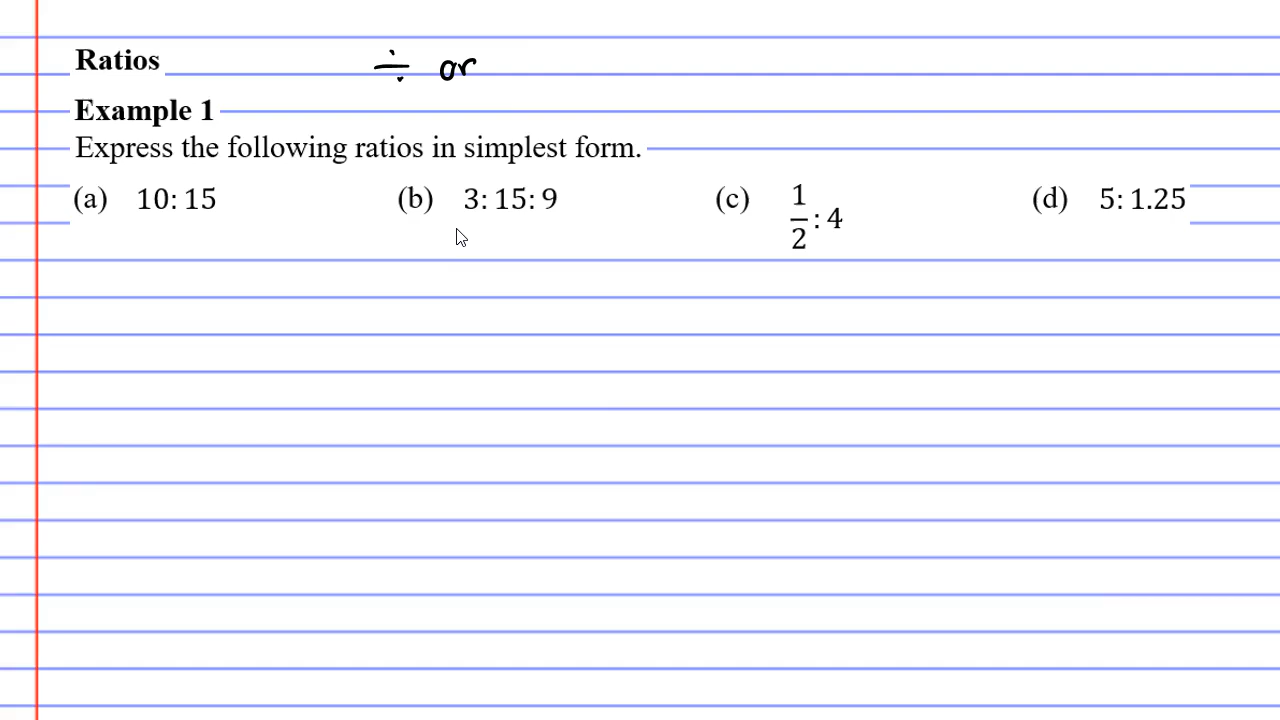 Ratios ÷ or
Example 1
Express the following ratios in simplest form.
(a) 10: 15 (b) 3: 15: 9 (c) 1/2 : 4 (d) 5: 1.25